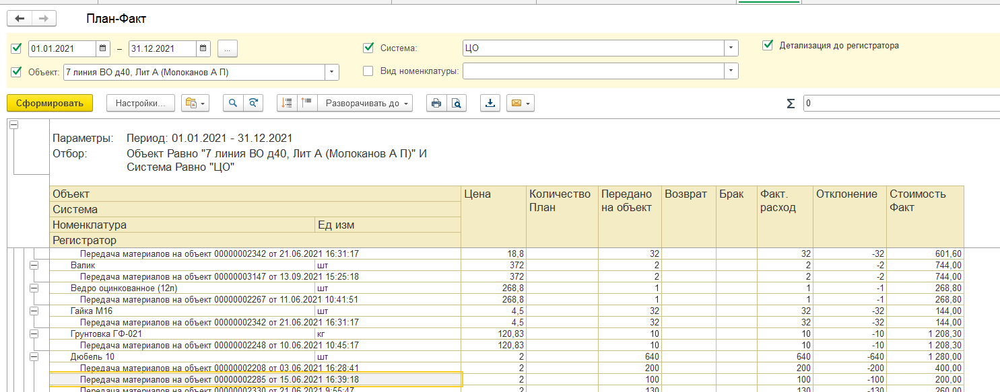 План-Факт
01.01.2021 – 31.12.2021 ... Система: ЦО Детализация до регистратора
Объект: 7 линия ВО д40, Лит А (Молоканов А П) Вид номенклатуры:
Сформировать Настройки... Разворачивать до Σ 0
Параметры: Период: 01.01.2021 - 31.12.2021
Отбор: Объект Равно "7 линия ВО д40, Лит А (Молоканов А П)" И
Система Равно "ЦО"
Объект Цена Количество Передано Возврат Брак Факт. Отклонение Стоимость
План на объект расход Факт
Система
Номенклатура Ед изм
Регистратор
Передача материалов на объект 00000002342 от 21.06.2021 16:31:17 18,8 32 32 -32 601,60
Валик шт 372 2 2 -2 744,00
Передача материалов на объект 00000003147 от 13.09.2021 15:25:18 372 2 2 -2 744,00
Ведро оцинкованное (12л) шт 268,8 1 1 -1 268,80
Передача материалов на объект 00000002267 от 11.06.2021 10:41:51 268,8 1 1 -1 268,80
Гайка М16 шт 4,5 32 32 -32 144,00
Передача материалов на объект 00000002342 от 21.06.2021 16:31:17 4,5 32 32 -32 144,00
Грунтовка ГФ-021 кг 120,83 10 10 -10 1 208,30
Передача материалов на объект 00000002248 от 10.06.2021 10:45:17 120,83 10 10 -10 1 208,30
Дюбель 10 шт 2 640 640 -640 1 280,00
Передача материалов на объект 00000002208 от 03.06.2021 16:28:41 2 200 200 -200 400,00
Передача материалов на объект 00000002285 от 15.06.2021 16:39:18 2 100 100 -100 200,00
Передача материалов на объект 00000002330 от 21.06.2021 9:55:47 2 130 130 -130 260,00